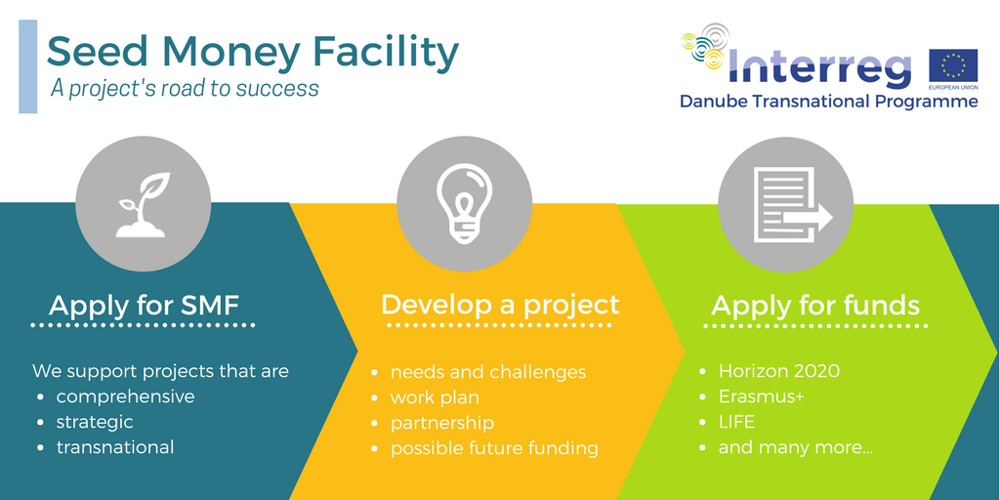 Seed Money Facility
A project's road to success
Interreg
EUROPEAN UNION
Danube Transnational Programme
Apply for SMF
We support projects that are
• comprehensive
• strategic
• transnational
Develop a project
• needs and challenges
• work plan
• partnership
• possible future funding
Apply for funds
• Horizon 2020
• Erasmus+
• LIFE
• and many more...